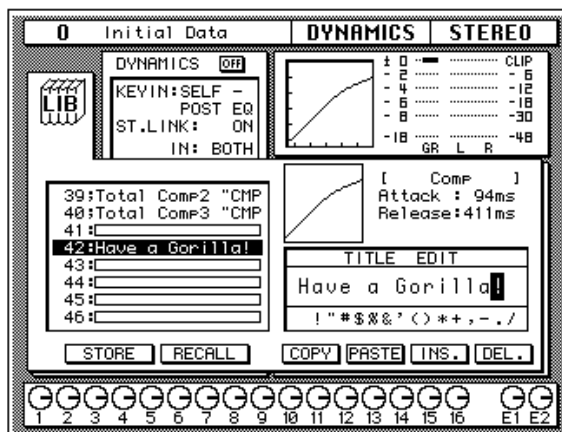 0 Initial Data DYNAMICS STEREO
DYNAMICS OFF
KEYIN:SELF -
POST EQ
ST.LINK: ON
IN: BOTH
LIB
± 0 CLIP
- 2 - 6
- 4 - 12
- 6 - 18
- 8 - 30
- 18 - 48
GR L R
39;Total Comp2 "CMP
40;Total Comp3 "CMP
41:
42:Have a Gorilla!
43:
44:
45:
46:
[ Comp ]
Attack : 94ms
Release:411ms
TITLE EDIT
Have a Gorilla!
!"#$%&'()*+,-./
STORE RECALL COPY PASTE INS. DEL.
1 2 3 4 5 6 7 8 9 10 11 12 13 14 15 16 E1 E2